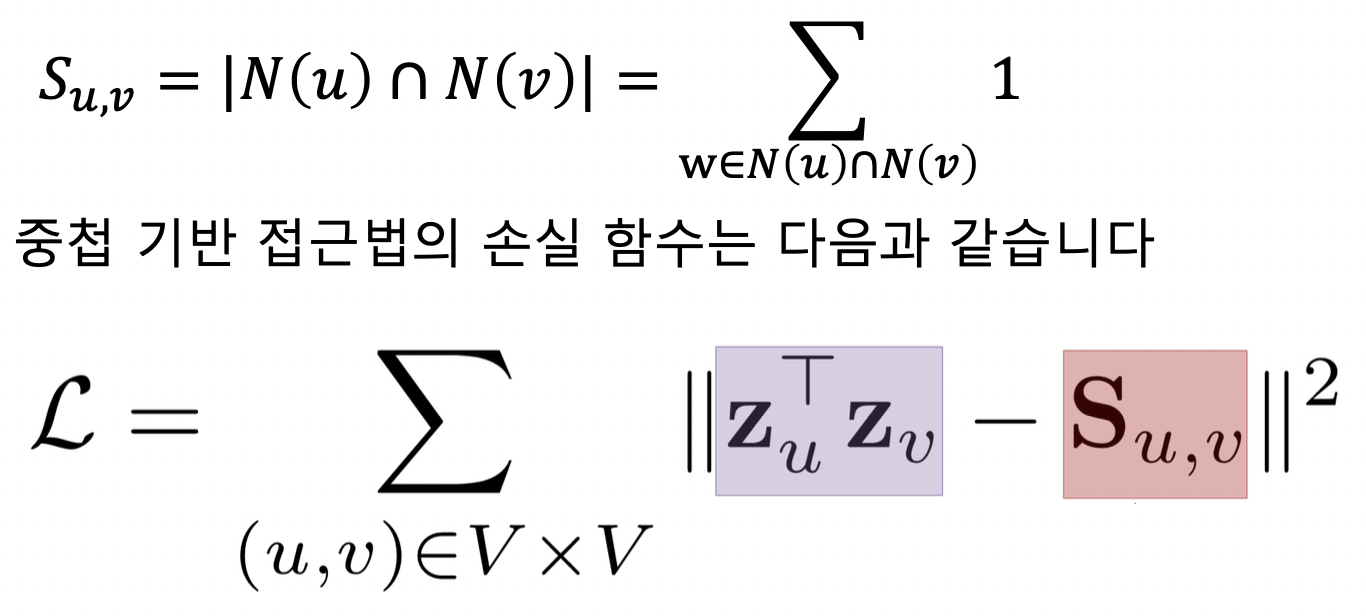 S_{u,v} = |N(u) ∩ N(v)| = ∑_{w∈N(u)∩N(v)} 1
중첩 기반 접근법의 손실 함수는 다음과 같습니다
ℒ = ∑_{(u,v)∈V×V} ‖𝐳_u^⊤ 𝐳_v − 𝐒_{u,v}‖²